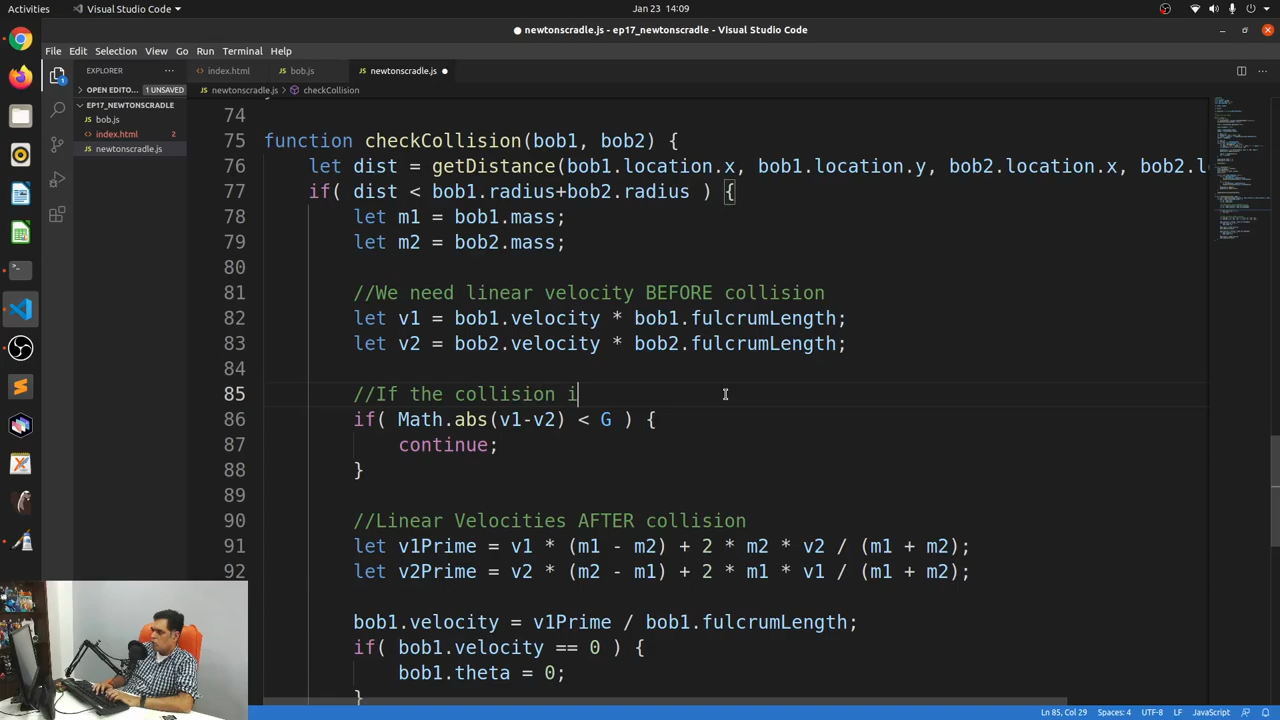 Activities
Visual Studio Code
Jan 23 14:09
newtonscradle.js - ep17_newtonscradle - Visual Studio Code
File Edit Selection View Go Run Terminal Help
EXPLORER
index.html
bob.js
newtonscradle.js
OPEN EDITO... 1 UNSAVED
newtonscradle.js > checkCollision
EP17_NEWTONSCRADLE
bob.js
index.html 2
newtonscradle.js
74
75 function checkCollision(bob1, bob2) {
76 let dist = getDistance(bob1.location.x, bob1.location.y, bob2.location.x, bob2.lo
77 if( dist < bob1.radius+bob2.radius ) {
78 let m1 = bob1.mass;
79 let m2 = bob2.mass;
80
81 //We need linear velocity BEFORE collision
82 let v1 = bob1.velocity * bob1.fulcrumLength;
83 let v2 = bob2.velocity * bob2.fulcrumLength;
84
85 //If the collision i
86 if( Math.abs(v1-v2) < G ) {
87 continue;
88 }
89
90 //Linear Velocities AFTER collision
91 let v1Prime = v1 * (m1 - m2) + 2 * m2 * v2 / (m1 + m2);
92 let v2Prime = v2 * (m2 - m1) + 2 * m1 * v1 / (m1 + m2);
bob1.velocity = v1Prime / bob1.fulcrumLength;
if( bob1.velocity == 0 ) {
bob1.theta = 0;
}
Ln 85, Col 29 Spaces: 4 UTF-8 LF JavaScript